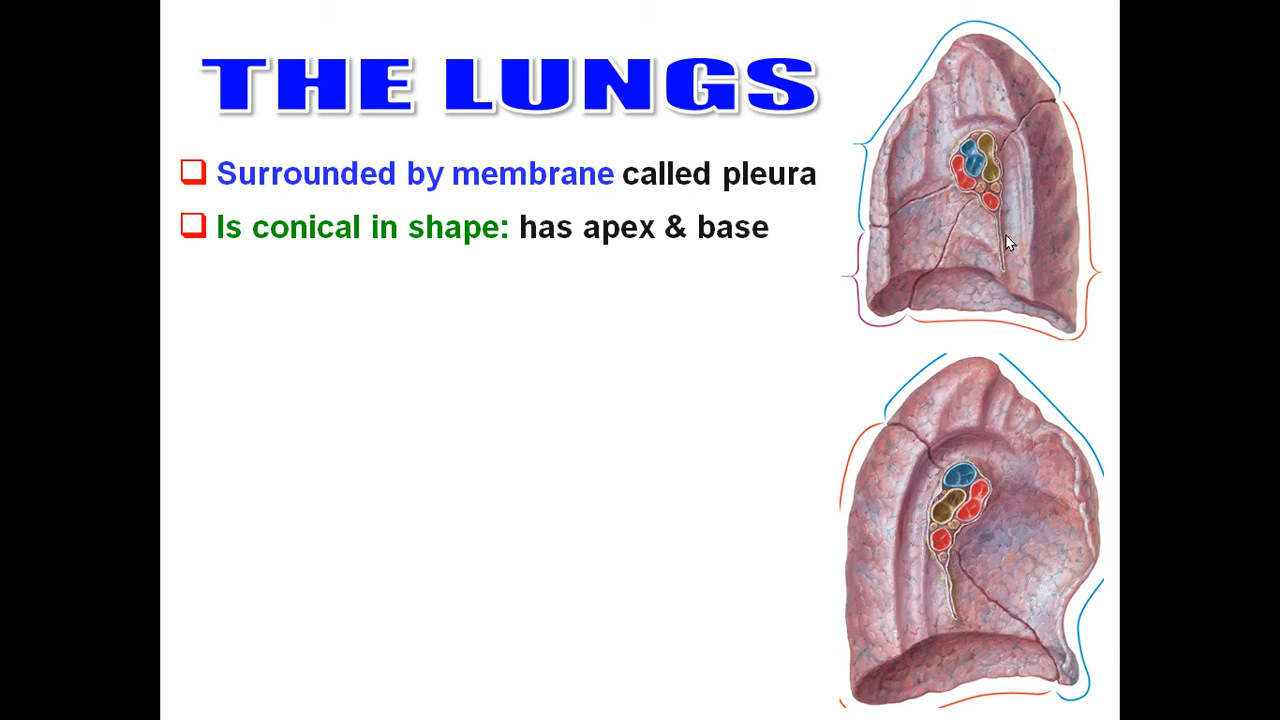 THE LUNGS
Surrounded by membrane called pleura
Is conical in shape: has apex & base